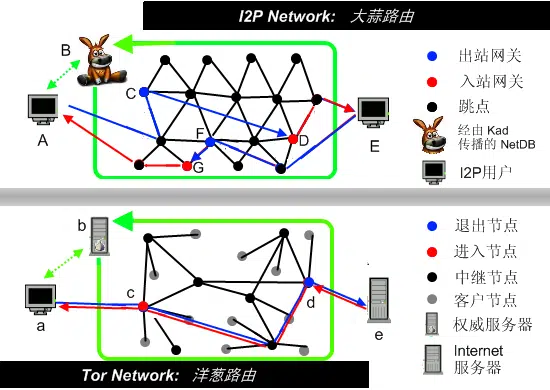 I2P Network: 大蒜路由
B
A
C
F
D
G
E
出站网关
入站网关
跳点
经由 Kad
传播的 NetDB
I2P用户
b
a
c
d
e
退出节点
进入节点
中继节点
客户节点
权威服务器
Internet
服务器
Tor Network: 洋葱路由